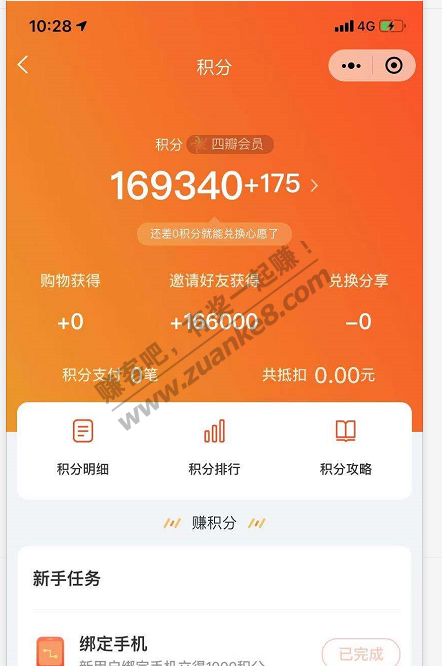 10:28 4G
积分
积分 四瓣会员
169340+175
还差0积分就能兑换心愿了
购物获得 邀请好友获得 兑换分享
+0 +166000 -0
积分支付 0笔 共抵扣 0.00元
赚客吧，有奖一起赚！
www.zuanke8.com
积分明细 积分排行 积分攻略
赚积分
新手任务
绑定手机
新用户绑定手机立得1000积分
已完成